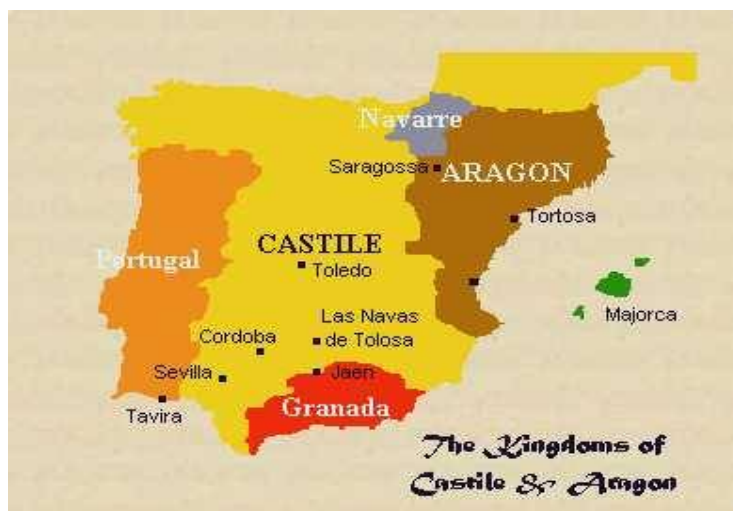 Navarre
Saragossa
ARAGON
Tortosa
CASTILE
Portugal
Toledo
Majorca
Las Navas
de Tolosa
Cordoba
Sevilla
Jaen
Tavira
Granada
The Kingdoms of
Castile & Aragon